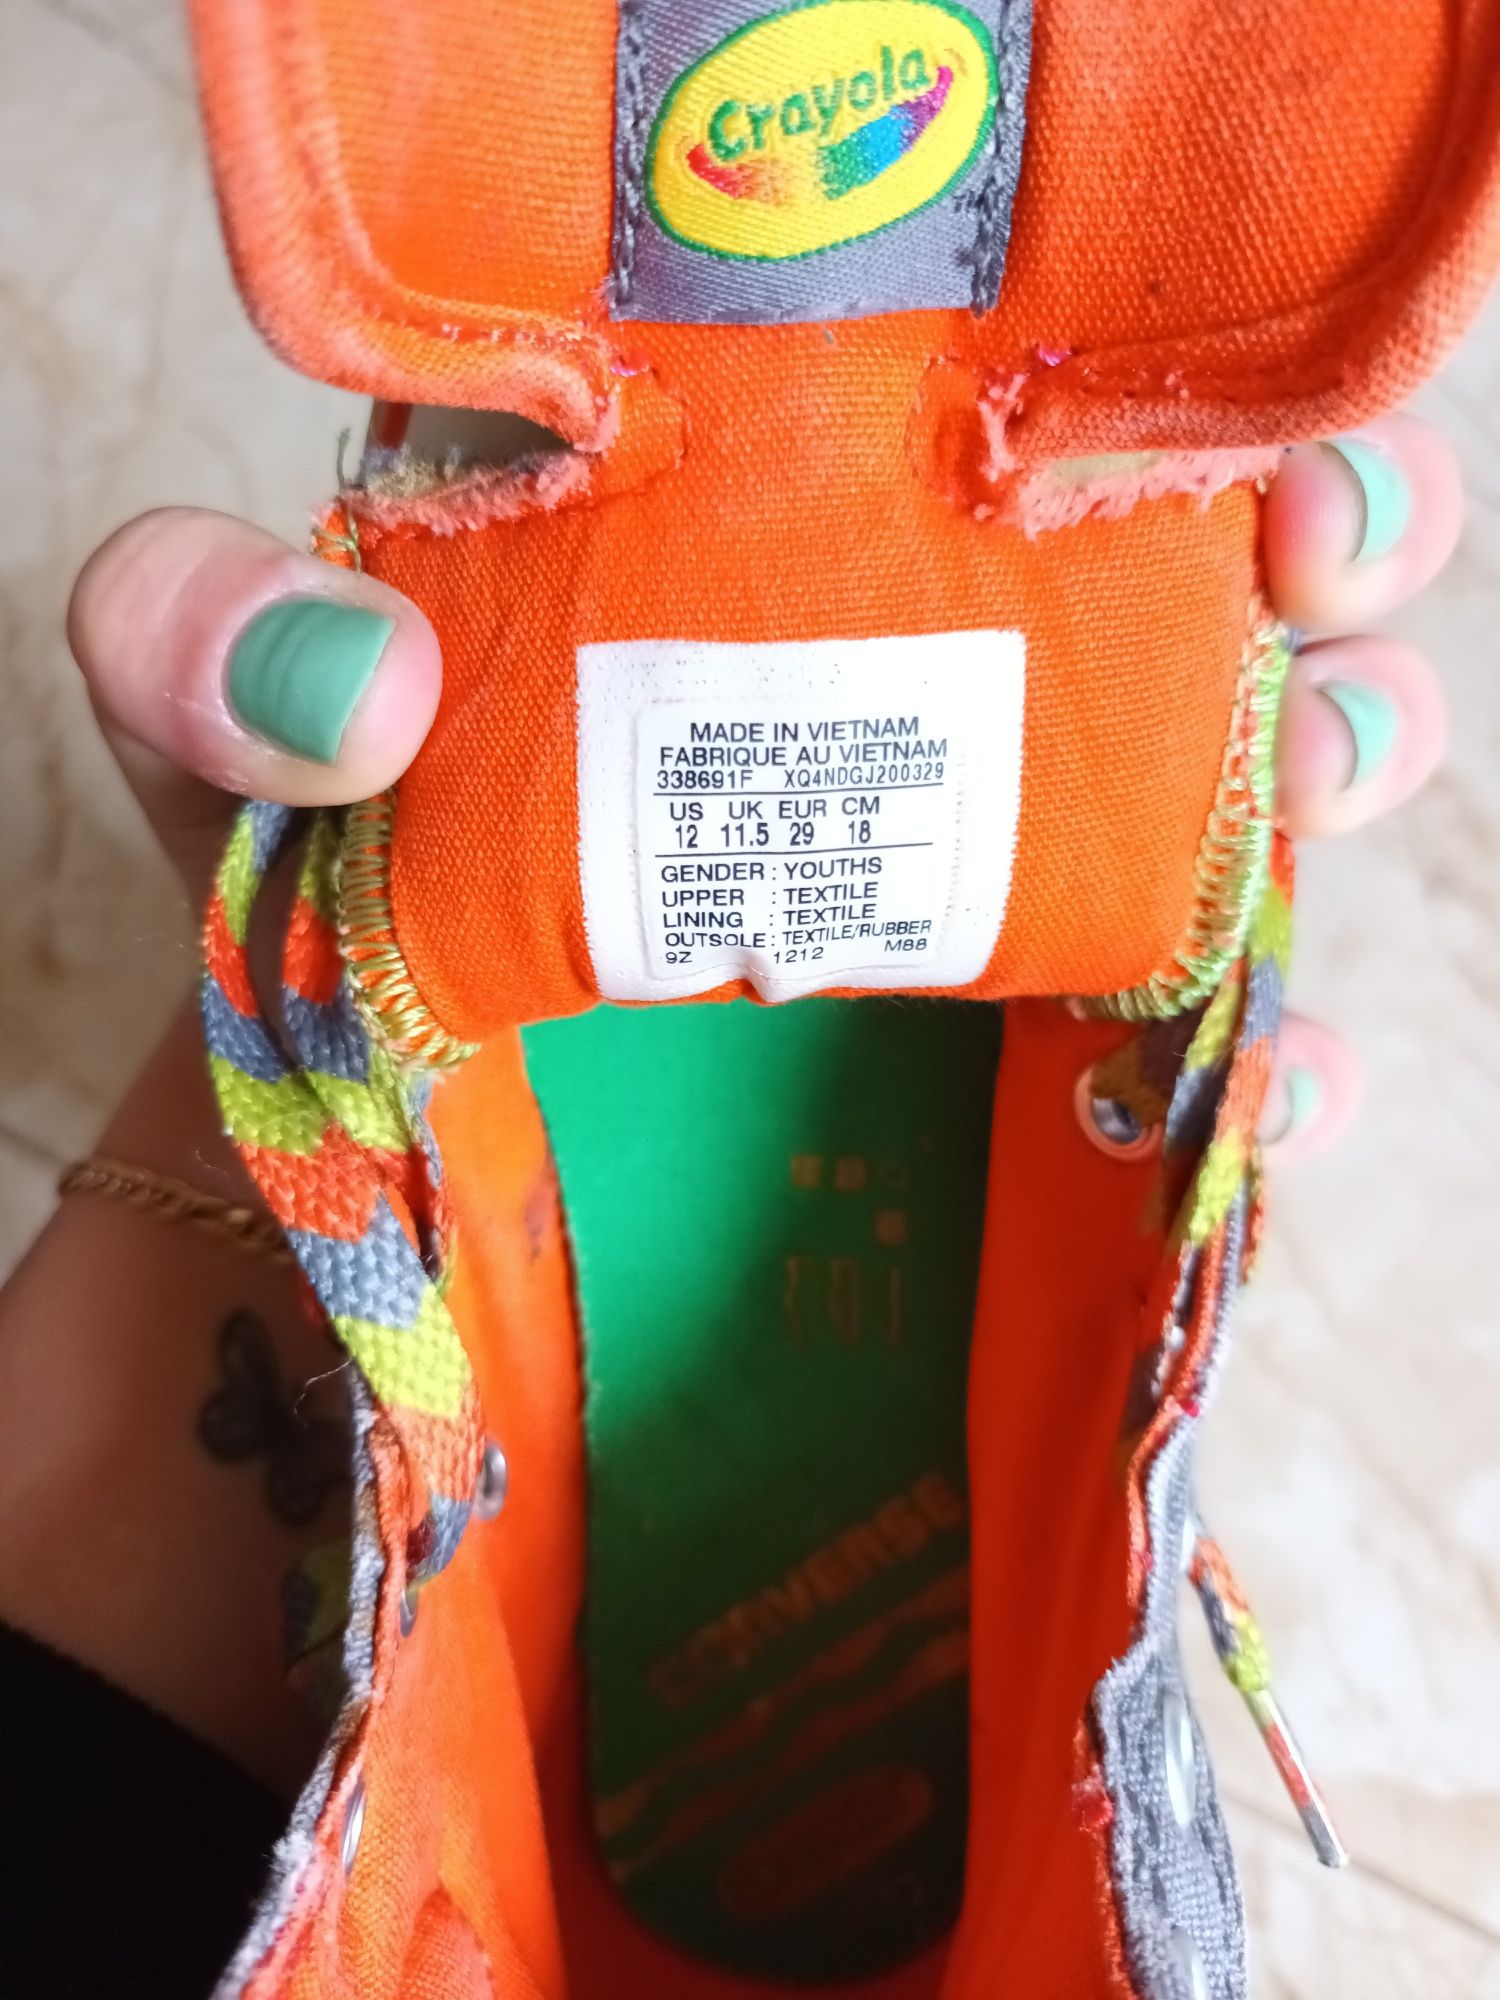 Crayola
MADE IN VIETNAM
FABRIQUE AU VIETNAM
338691F XQ4NDGJ200329
US UK EUR CM
12 11.5 29 18
GENDER : YOUTHS
UPPER : TEXTILE
LINING : TEXTILE
OUTSOLE : TEXTILE/RUBBER
9Z 1212 M88
CONVERSE